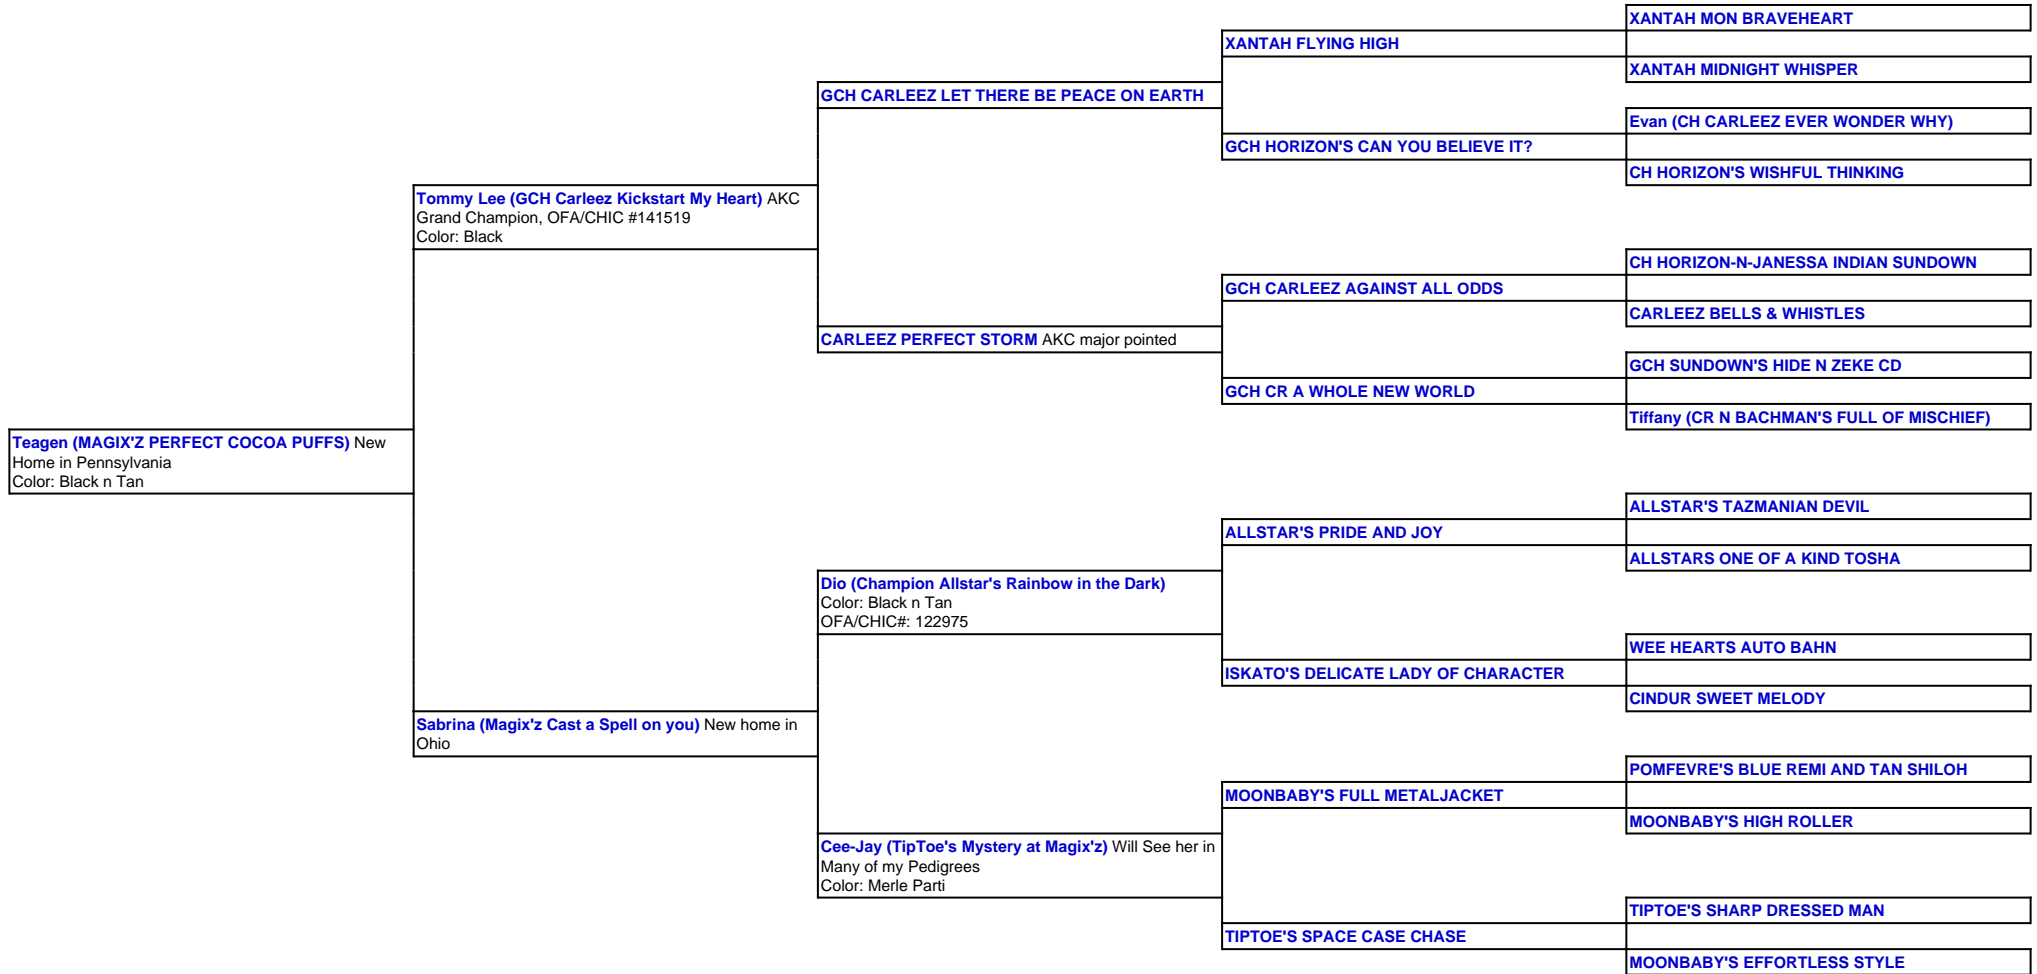 XANTAH MON BRAVEHEART
XANTAH FLYING HIGH
XANTAH MIDNIGHT WHISPER
GCH CARLEEZ LET THERE BE PEACE ON EARTH
Evan (CH CARLEEZ EVER WONDER WHY)
GCH HORIZON'S CAN YOU BELIEVE IT?
CH HORIZON'S WISHFUL THINKING
Tommy Lee (GCH Carleez Kickstart My Heart) AKC
Grand Champion, OFA/CHIC #141519
Color: Black
CH HORIZON-N-JANESSA INDIAN SUNDOWN
GCH CARLEEZ AGAINST ALL ODDS
CARLEEZ BELLS & WHISTLES
CARLEEZ PERFECT STORM AKC major pointed
GCH SUNDOWN'S HIDE N ZEKE CD
GCH CR A WHOLE NEW WORLD
Tiffany (CR N BACHMAN'S FULL OF MISCHIEF)
Teagen (MAGIX'Z PERFECT COCOA PUFFS) New
Home in Pennsylvania
Color: Black n Tan
ALLSTAR'S TAZMANIAN DEVIL
ALLSTAR'S PRIDE AND JOY
ALLSTARS ONE OF A KIND TOSHA
Dio (Champion Allstar's Rainbow in the Dark)
Color: Black n Tan
OFA/CHIC#: 122975
WEE HEARTS AUTO BAHN
ISKATO'S DELICATE LADY OF CHARACTER
CINDUR SWEET MELODY
Sabrina (Magix'z Cast a Spell on you) New home in
Ohio
POMFEVRE'S BLUE REMI AND TAN SHILOH
MOONBABY'S FULL METALJACKET
MOONBABY'S HIGH ROLLER
Cee-Jay (TipToe's Mystery at Magix'z) Will See her in
Many of my Pedigrees
Color: Merle Parti
TIPTOE'S SHARP DRESSED MAN
TIPTOE'S SPACE CASE CHASE
MOONBABY'S EFFORTLESS STYLE